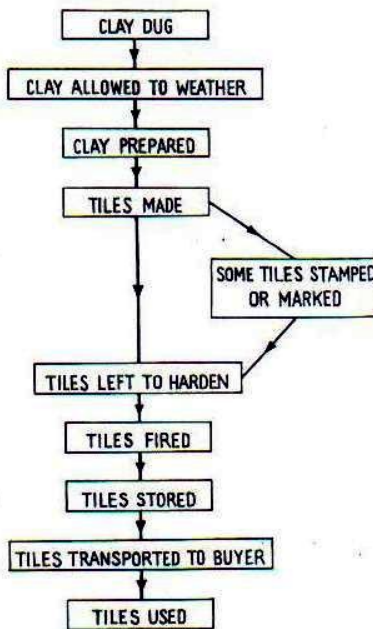 CLAY DUG
CLAY ALLOWED TO WEATHER
CLAY PREPARED
TILES MADE
SOME TILES STAMPED
OR MARKED
TILES LEFT TO HARDEN
TILES FIRED
TILES STORED
TILES TRANSPORTED TO BUYER
TILES USED